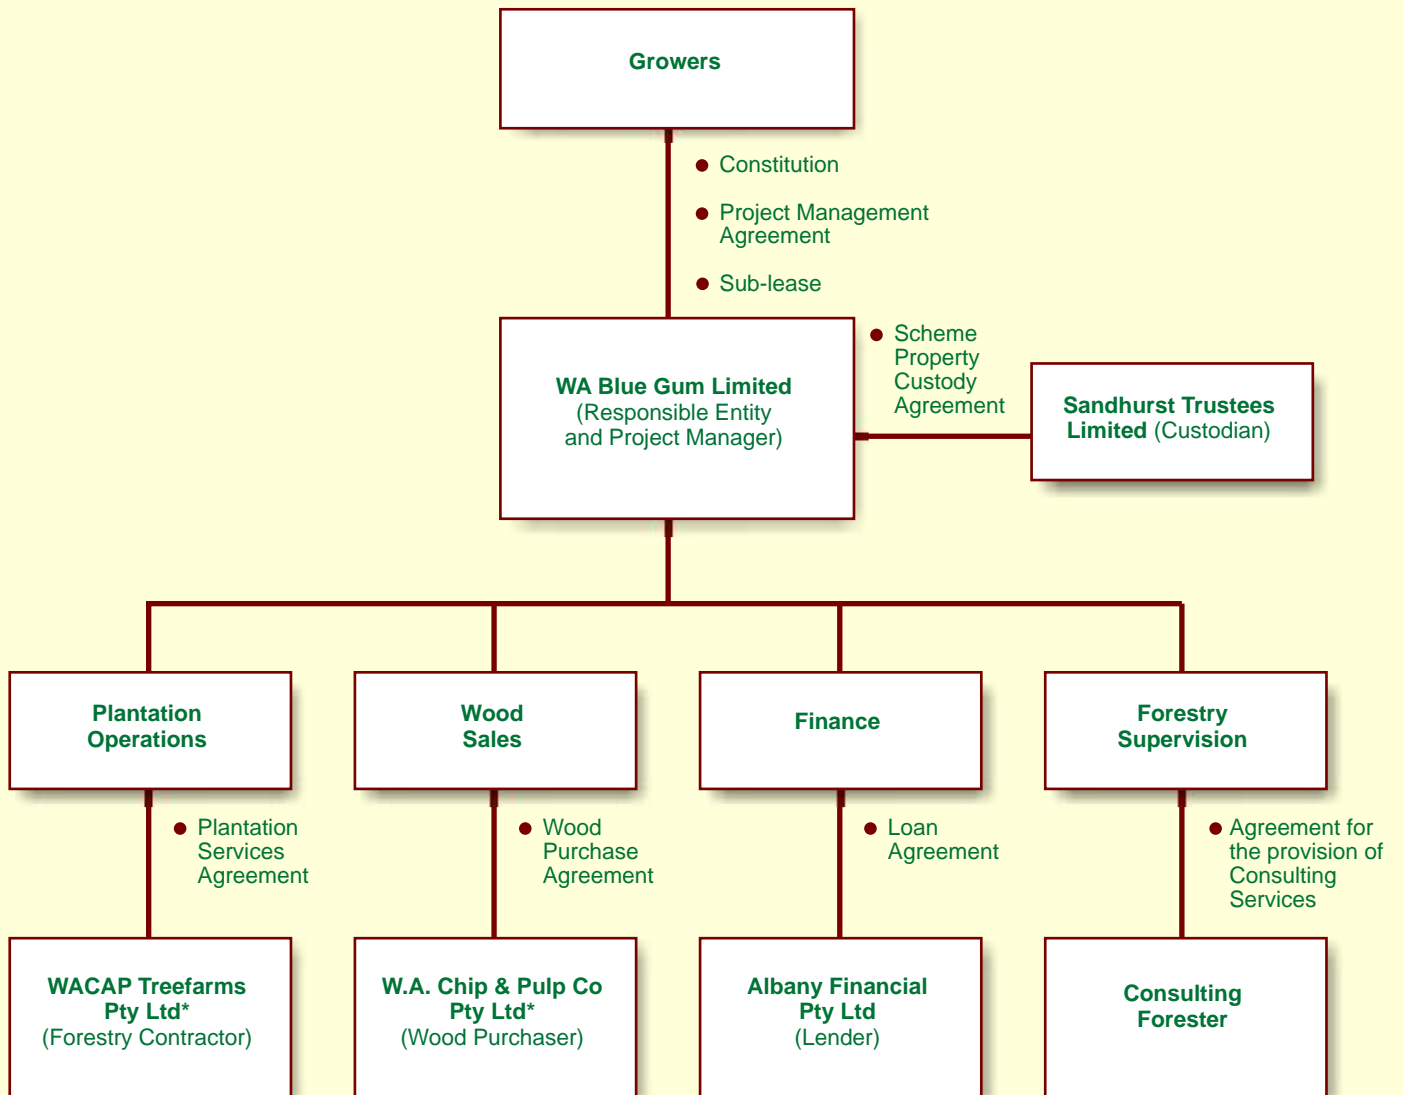 Growers
● Constitution
● Project Management
Agreement
● Sub-lease
WA Blue Gum Limited
(Responsible Entity
and Project Manager)
● Scheme
Property
Custody
Agreement
Sandhurst Trustees
Limited (Custodian)
Plantation
Operations
Wood
Sales
Finance
Forestry
Supervision
● Plantation
Services
Agreement
● Wood
Purchase
Agreement
● Loan
Agreement
● Agreement for
the provision of
Consulting
Services
WACAP Treefarms
Pty Ltd*
(Forestry Contractor)
W.A. Chip & Pulp Co
Pty Ltd*
(Wood Purchaser)
Albany Financial
Pty Ltd
(Lender)
Consulting
Forester